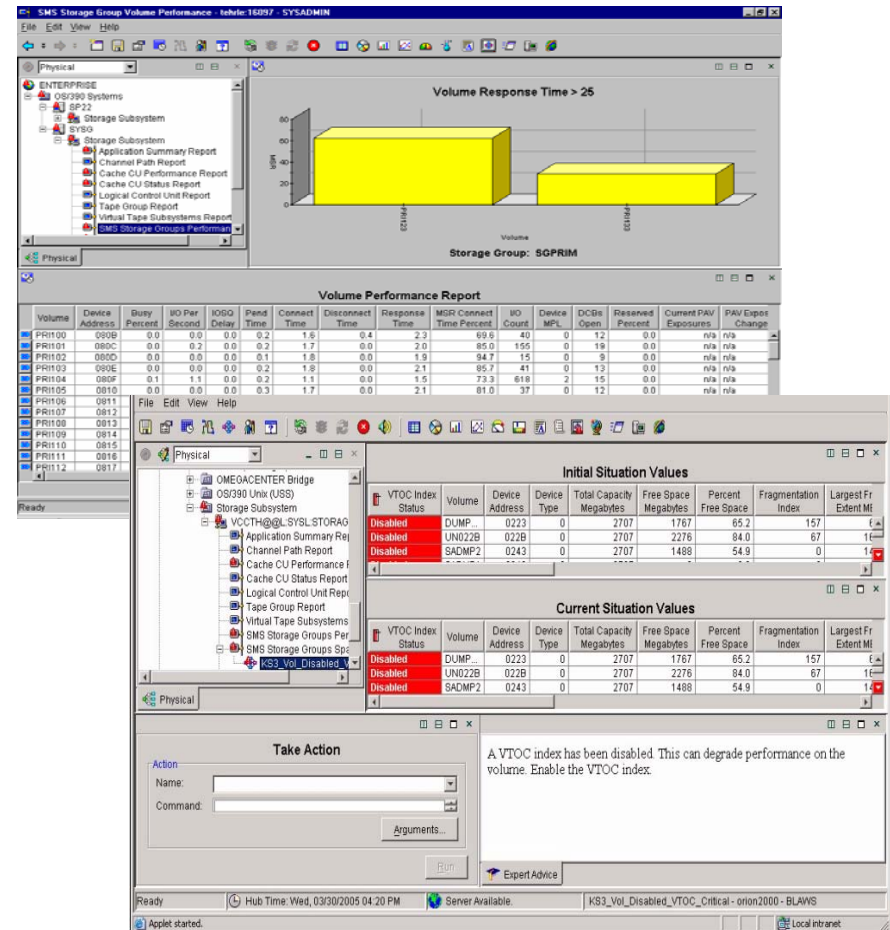 SMS Storage Group Volume Performance - tehrle:16097 - SYSADMIN
File Edit View Help
Physical
ENTERPRISE
OS/390 Systems
SP22
Storage Subsystem
SYSG
Storage Subsystem
Application Summary Report
Channel Path Report
Cache CU Performance Report
Cache CU Status Report
Logical Control Unit Report
Tape Group Report
Virtual Tape Subsystems Report
SMS Storage Groups Performan
Physical
Volume Response Time > 25
MSR
80
60
40
20
0
PRI123
PRI133
Volume
Storage Group: SGPRIM
Volume Performance Report
Volume Device Address Busy Percent I/O Per Second IOSQ Delay Pend Time Connect Time Disconnect Time Response Time MSR Connect Time Percent I/O Count Device MPL DCBs Open Reserved Percent Current PAV Exposures PAV Expos Change
PRI100 080B 0.0 0.0 0.0 0.2 1.6 0.4 2.3 69.6 40 0 12 0.0 n/a n/a
PRI101 080C 0.0 0.2 0.0 0.2 1.7 0.0 2.0 85.0 155 0 19 0.0 n/a n/a
PRI102 080D 0.0 0.0 0.0 0.1 1.8 0.0 1.9 94.7 15 0 9 0.0 n/a n/a
PRI103 080E 0.0 0.0 0.0 0.2 1.8 0.0 2.1 85.7 41 0 13 0.0 n/a n/a
PRI104 080F 0.1 1.1 0.0 0.2 1.1 0.0 1.5 73.3 618 2 15 0.0 n/a n/a
PRI105 0810 0.0 0.0 0.0 0.3 1.7 0.0 2.1 81.0 37 0 12 0.0 n/a n/a
PRI106 0811
PRI107 0812
PRI108 0813
PRI109 0814
PRI110 0815
PRI111 0816
PRI112 0817
Ready
File Edit View Help
Physical
OMEGACENTER Bridge
OS/390 Unix (USS)
Storage Subsystem
VCCTH@@L:SYSL:STORAG
Application Summary Rep
Channel Path Report
Cache CU Performance F
Cache CU Status Report
Logical Control Unit Repo
Tape Group Report
Virtual Tape Subsystems
SMS Storage Groups Per
SMS Storage Groups Spa
KS3_Vol_Disabled_V
Physical
Initial Situation Values
VTOC Index Status Volume Device Address Device Type Total Capacity Megabytes Free Space Megabytes Percent Free Space Fragmentation Index Largest Fr Extent ME
Disabled DUMP... 0223 0 2707 1767 65.2 157
Disabled UN022B 022B 0 2707 2276 84.0 67
Disabled SADMP2 0243 0 2707 1488 54.9 0
Current Situation Values
VTOC Index Status Volume Device Address Device Type Total Capacity Megabytes Free Space Megabytes Percent Free Space Fragmentation Index Largest Fr Extent ME
Disabled DUMP... 0223 0 2707 1767 65.2 157
Disabled UN022B 022B 0 2707 2276 84.0 67
Disabled SADMP2 0243 0 2707 1488 54.9 0
Take Action
Action
Name:
Command:
Arguments...
Run
A VTOC index has been disabled. This can degrade performance on the
volume. Enable the VTOC index.
Expert Advice
Ready Hub Time: Wed, 03/30/2005 04:20 PM Server Available. KS3_Vol_Disabled_VTOC_Critical - orion2000 - BLAWS
Applet started. Local intranet